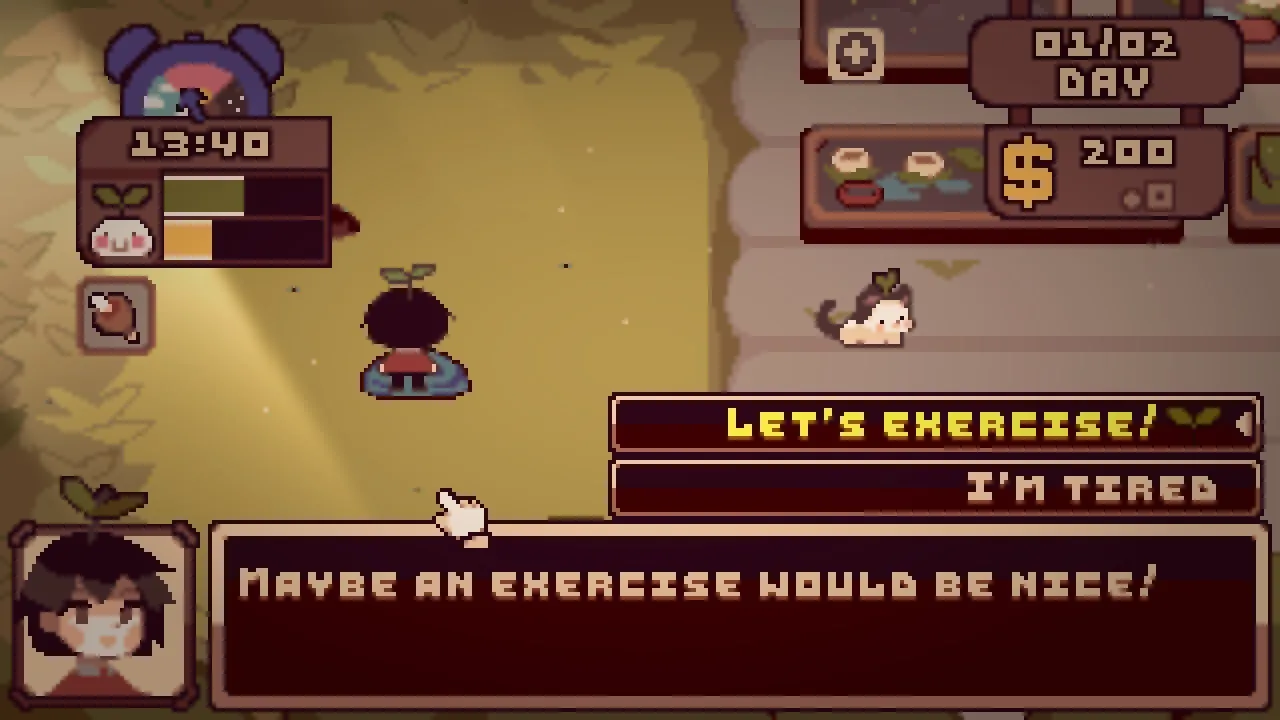 01/02
DAY
13:40
$ 200
LET'S EXERCISE!
I'M TIRED
MAYBE AN EXERCISE WOULD BE NICE!